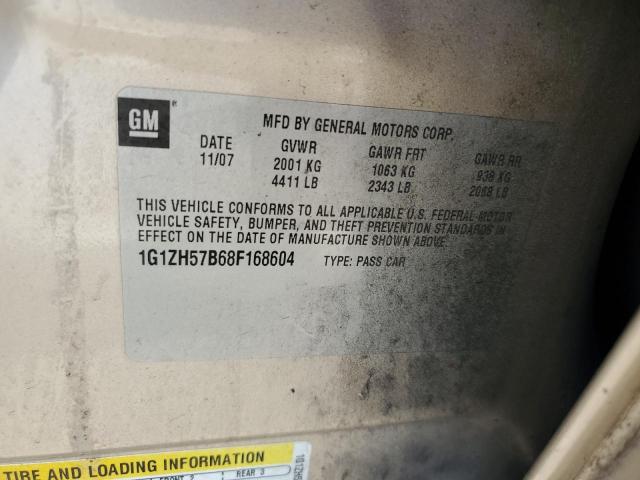 GM
MFD BY GENERAL MOTORS CORP.
DATE GVWR GAWR FRT GAWR RR
11/07 2001 KG 1063 KG 938 KG
4411 LB 2343 LB 2068 LB
THIS VEHICLE CONFORMS TO ALL APPLICABLE U.S. FEDERAL MOTOR
VEHICLE SAFETY, BUMPER, AND THEFT PREVENTION STANDARDS IN
EFFECT ON THE DATE OF MANUFACTURE SHOWN ABOVE.
1G1ZH57B68F168604 TYPE: PASS CAR
TIRE AND LOADING INFORMATION
FRONT 2 REAR 3